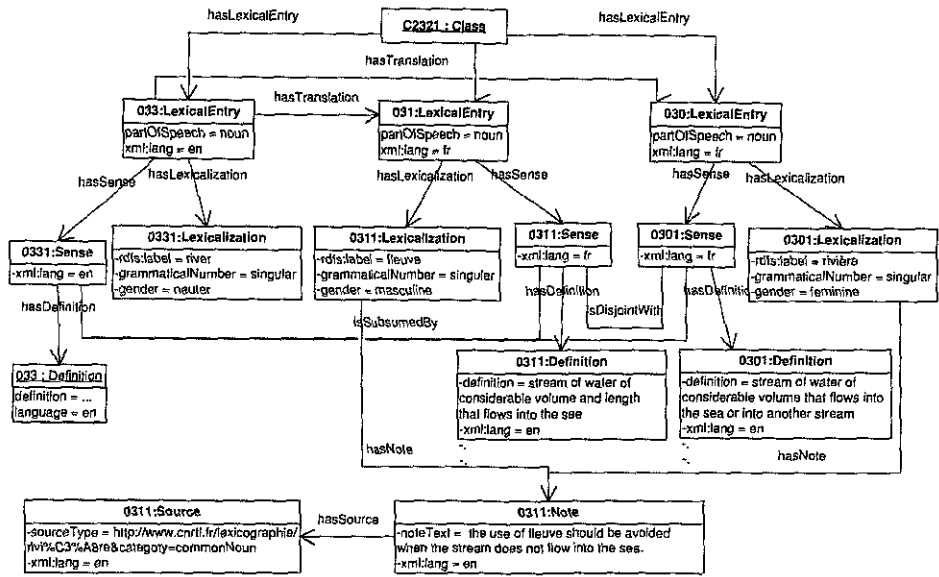 hasLexicalEntry
C2321 : Class
hasLexicalEntry
hasTranslation
hasTranslation
033:LexicalEntry
partOfSpeech = noun
xml:lang = en
031:LexicalEntry
partOfSpeech = noun
xml:lang = fr
030:LexicalEntry
partOfSpeech = noun
xml:lang = fr
hasSense
hasLexicalization
hasLexicalization
hasSense
hasSense
hasLexicalization
0331:Sense
-xml:lang = en
0331:Lexicalization
-rdfs:label = river
-grammaticalNumber = singular
-gender = neuter
0311:Lexicalization
-rdfs:label = fleuve
-grammaticalNumber = singular
-gender = masculine
0311:Sense
-xml:lang = fr
0301:Sense
-xml:lang = fr
0301:Lexicalization
-rdfs:label = rivière
-grammaticalNumber = singular
-gender = feminine
hasDefinition
hasDefinition
isDisjointWith
hasDefiniti
isSubsumedBy
033 : Definition
definition = ...
language = en
0311:Definition
-definition = stream of water of
considerable volume and length
that flows into the see
-xml:lang = en
0301:Definition
-definition = stream of water of
considerable volume that flows into
the sea or into another stream
-xml:lang = en
hasNote
hasNote
0311:Source
-sourceType = http://www.cnrtl.fr/lexicographie/
rivi%C3%A8re&category=commonNoun
-xml:lang = en
hasSource
0311:Note
-noteText = the use of fleuve should be avoided
when the stream does not flow into the sea.
-xml:lang = en